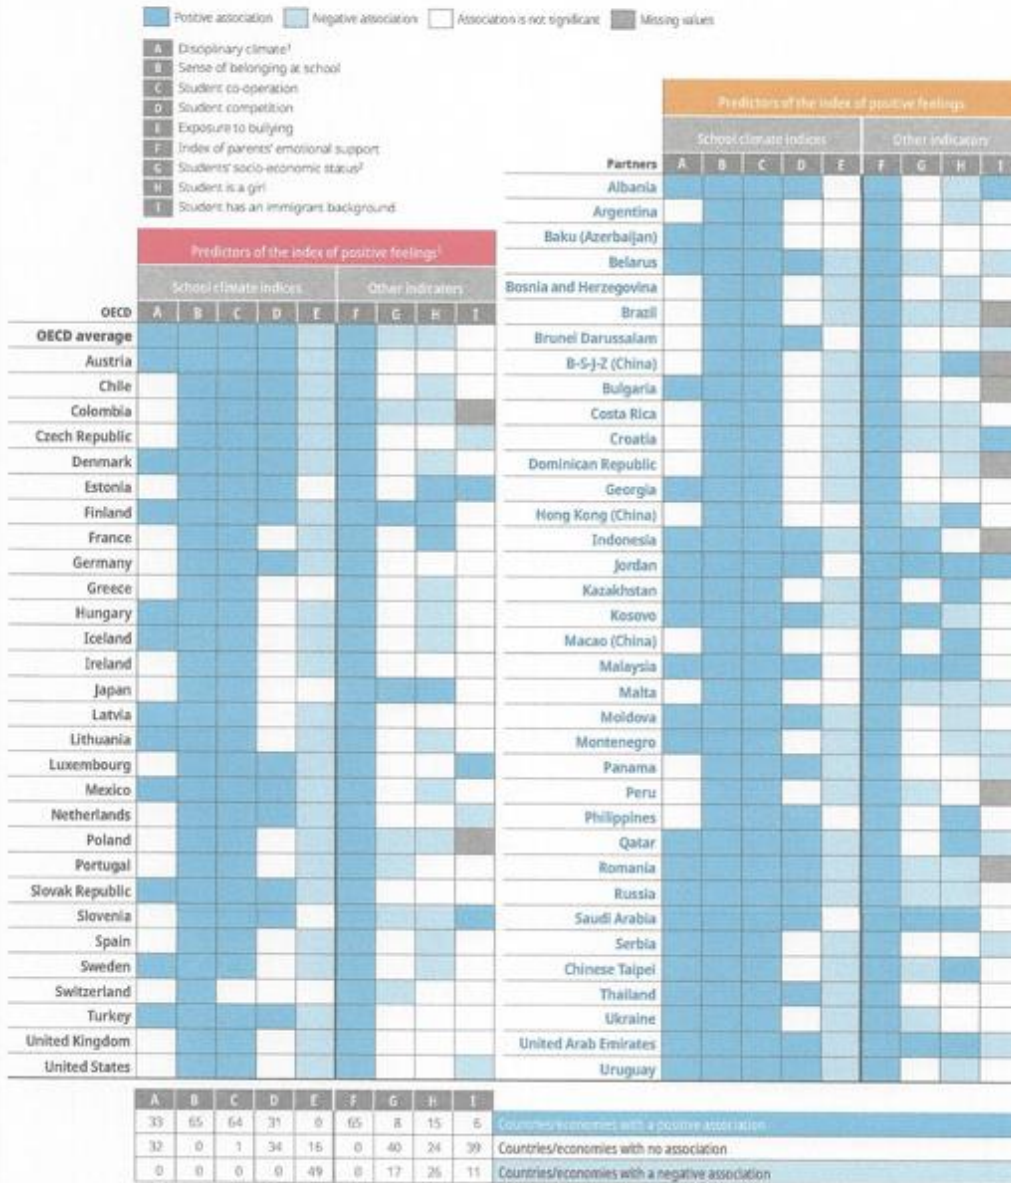 Positive association Negative association Association is not significant Missing values
A Disciplinary climate¹
B Sense of belonging at school
C Student co-operation
D Student competition
E Exposure to bullying
F Index of parents' emotional support
G Students' socio-economic status²
H Student is a girl
I Student has an immigrant background
Predictors of the index of positive feelings³
School climate indices Other indicators
OECD A B C D E F G H I
OECD average
Austria
Chile
Colombia
Czech Republic
Denmark
Estonia
Finland
France
Germany
Greece
Hungary
Iceland
Ireland
Japan
Latvia
Lithuania
Luxembourg
Mexico
Netherlands
Poland
Portugal
Slovak Republic
Slovenia
Spain
Sweden
Switzerland
Turkey
United Kingdom
United States
Predictors of the index of positive feelings
School climate indices Other indicators
Partners A B C D E F G H I
Albania
Argentina
Baku (Azerbaijan)
Belarus
Bosnia and Herzegovina
Brazil
Brunei Darussalam
B-S-J-Z (China)
Bulgaria
Costa Rica
Croatia
Dominican Republic
Georgia
Hong Kong (China)
Indonesia
Jordan
Kazakhstan
Kosovo
Macao (China)
Malaysia
Malta
Moldova
Montenegro
Panama
Peru
Philippines
Qatar
Romania
Russia
Saudi Arabia
Serbia
Chinese Taipei
Thailand
Ukraine
United Arab Emirates
Uruguay
A B C D E F G H I
33 65 64 31 0 65 8 15 6 Countries/economies with a positive association
32 0 1 34 16 0 40 24 39 Countries/economies with no association
0 0 0 0 49 0 17 26 11 Countries/economies with a negative association